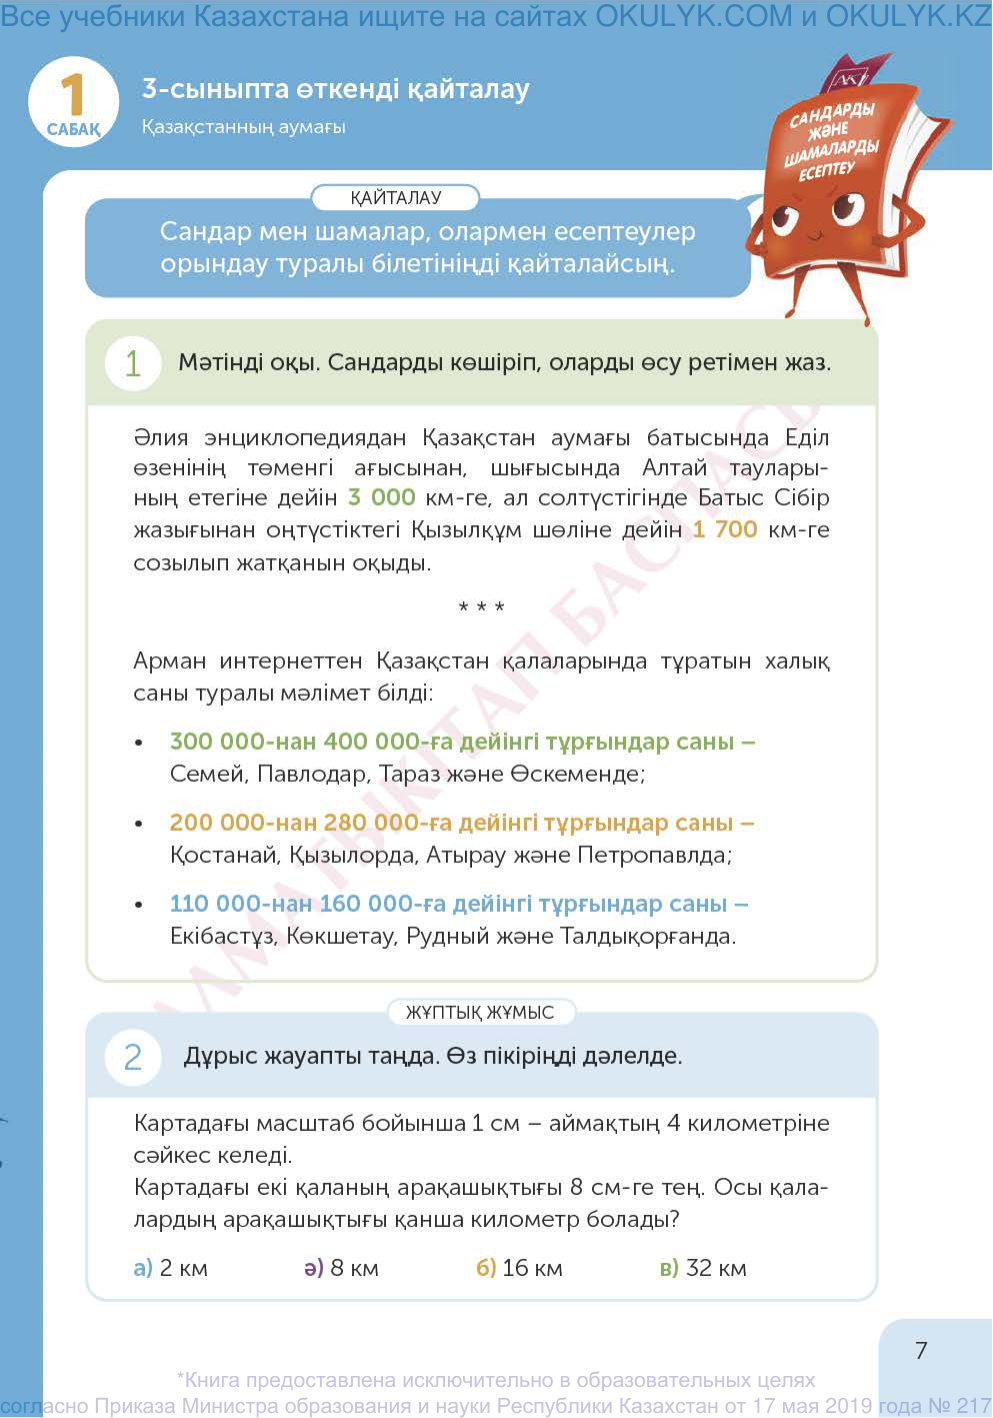 Все учебники Казахстана ищите на сайтах OKULYK.COM и OKULYK.KZ
1
САБАҚ
3-сыныпта өткенді қайталау
Қазақстанның аумағы
АК
САНДАРДЫ
ЖӘНЕ
ШАМАЛАРДЫ
ЕСЕПТЕУ
ҚАЙТАЛАУ
Сандар мен шамалар, олармен есептеулер
орындау туралы білетініңді қайталайсың.
1
Мәтінді оқы. Сандарды көшіріп, оларды өсу ретімен жаз.
Әлия энциклопедиядан Қазақстан аумағы батысында Еділ
өзенінің төменгі ағысынан, шығысында Алтай таулары-
ның етегіне дейін 3 000 км-ге, ал солтүстігінде Батыс Сібір
жазығынан оңтүстіктегі Қызылқұм шөліне дейін 1 700 км-ге
созылып жатқанын оқыды.
* * *
Арман интернеттен Қазақстан қалаларында тұратын халық
саны туралы мәлімет білді:
• 300 000-нан 400 000-ға дейінгі тұрғындар саны –
Семей, Павлодар, Тараз және Өскеменде;
• 200 000-нан 280 000-ға дейінгі тұрғындар саны –
Қостанай, Қызылорда, Атырау және Петропавлда;
• 110 000-нан 160 000-ға дейінгі тұрғындар саны –
Екібастұз, Көкшетау, Рудный және Талдықорғанда.
АЛМАТЫКІТАП БАСПАСЫ
ЖҰПТЫҚ ЖҰМЫС
2
Дұрыс жауапты таңда. Өз пікіріңді дәлелде.
Картадағы масштаб бойынша 1 см – аймақтың 4 километріне
сәйкес келеді.
Картадағы екі қаланың арақашықтығы 8 см-ге тең. Осы қала-
лардың арақашықтығы қанша километр болады?
а) 2 км ә) 8 км б) 16 км в) 32 км
7
*Книга предоставлена исключительно в образовательных целях
согласно Приказа Министра образования и науки Республики Казахстан от 17 мая 2019 года № 217